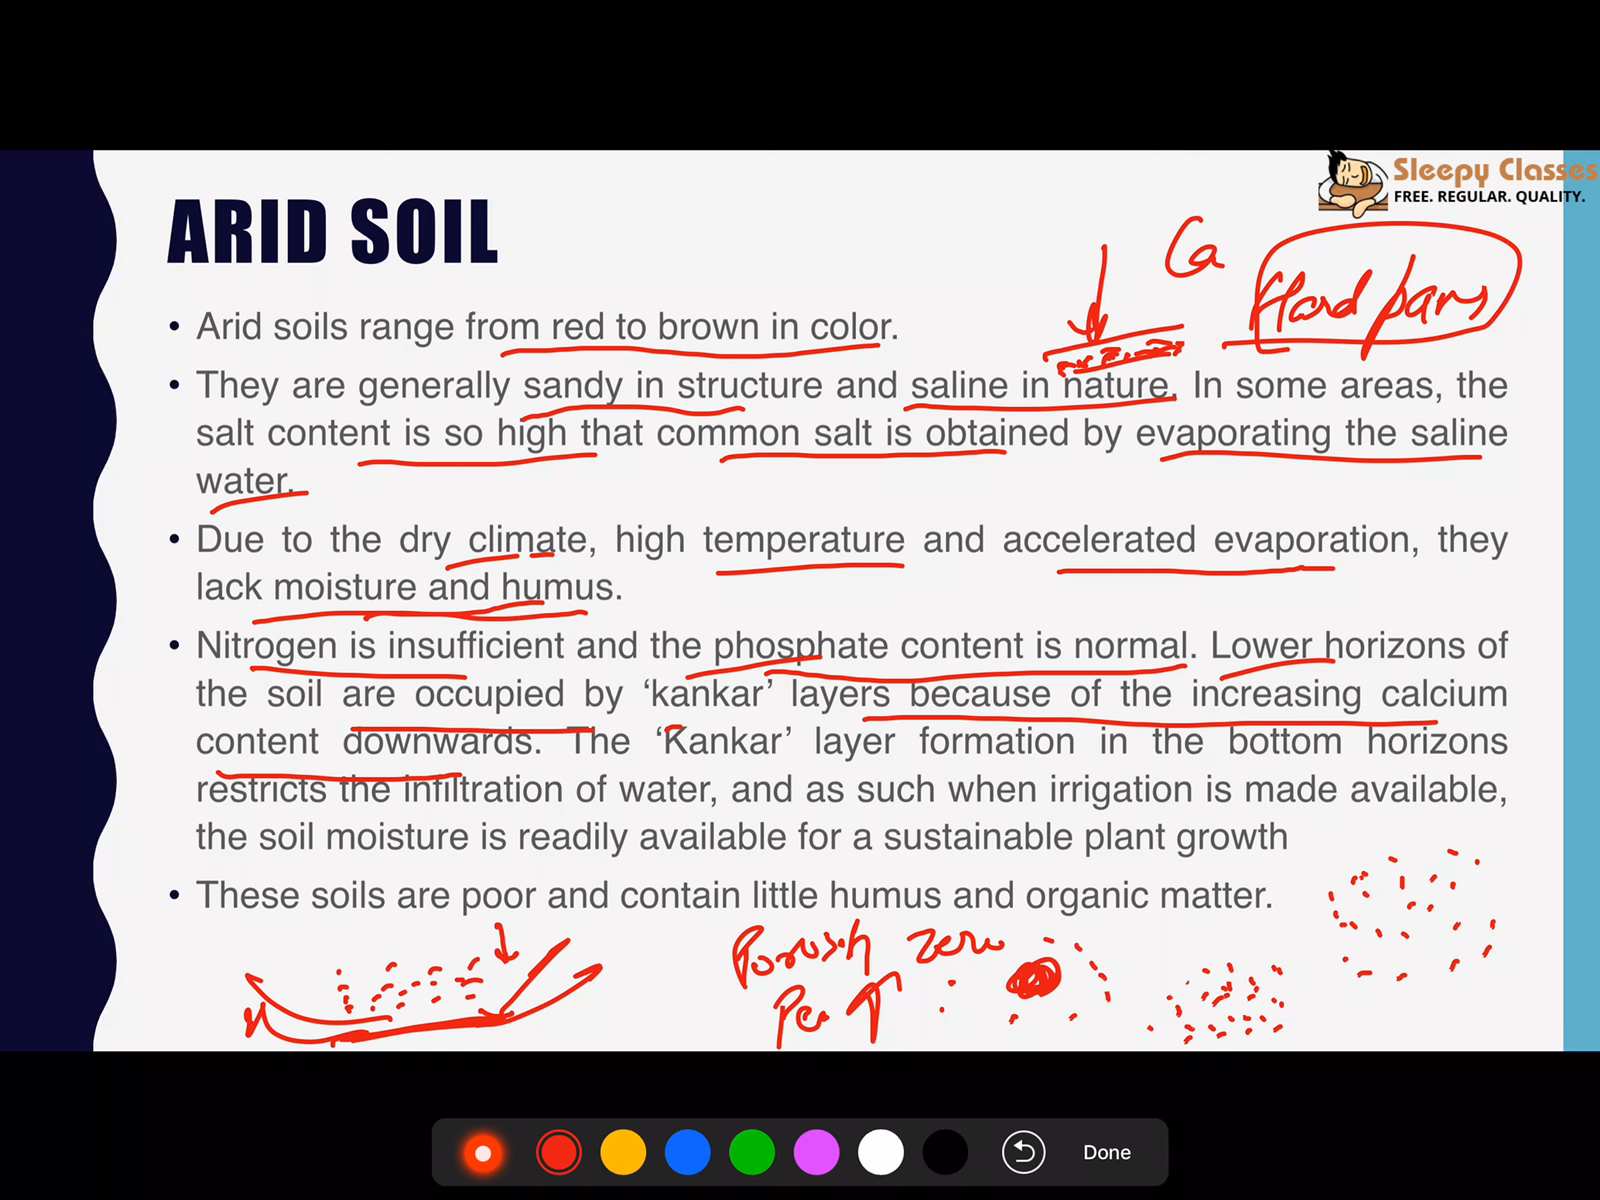 Sleepy Classes
FREE. REGULAR. QUALITY.
ARID SOIL
Ca
Hard pans
• Arid soils range from red to brown in color.
• They are generally sandy in structure and saline in nature. In some areas, the
salt content is so high that common salt is obtained by evaporating the saline
water.
• Due to the dry climate, high temperature and accelerated evaporation, they
lack moisture and humus.
• Nitrogen is insufficient and the phosphate content is normal. Lower horizons of
the soil are occupied by ‘kankar’ layers because of the increasing calcium
content downwards. The ‘Kankar’ layer formation in the bottom horizons
restricts the infiltration of water, and as such when irrigation is made available,
the soil moisture is readily available for a sustainable plant growth
• These soils are poor and contain little humus and organic matter.
Porosity zero
Per ↑
Done